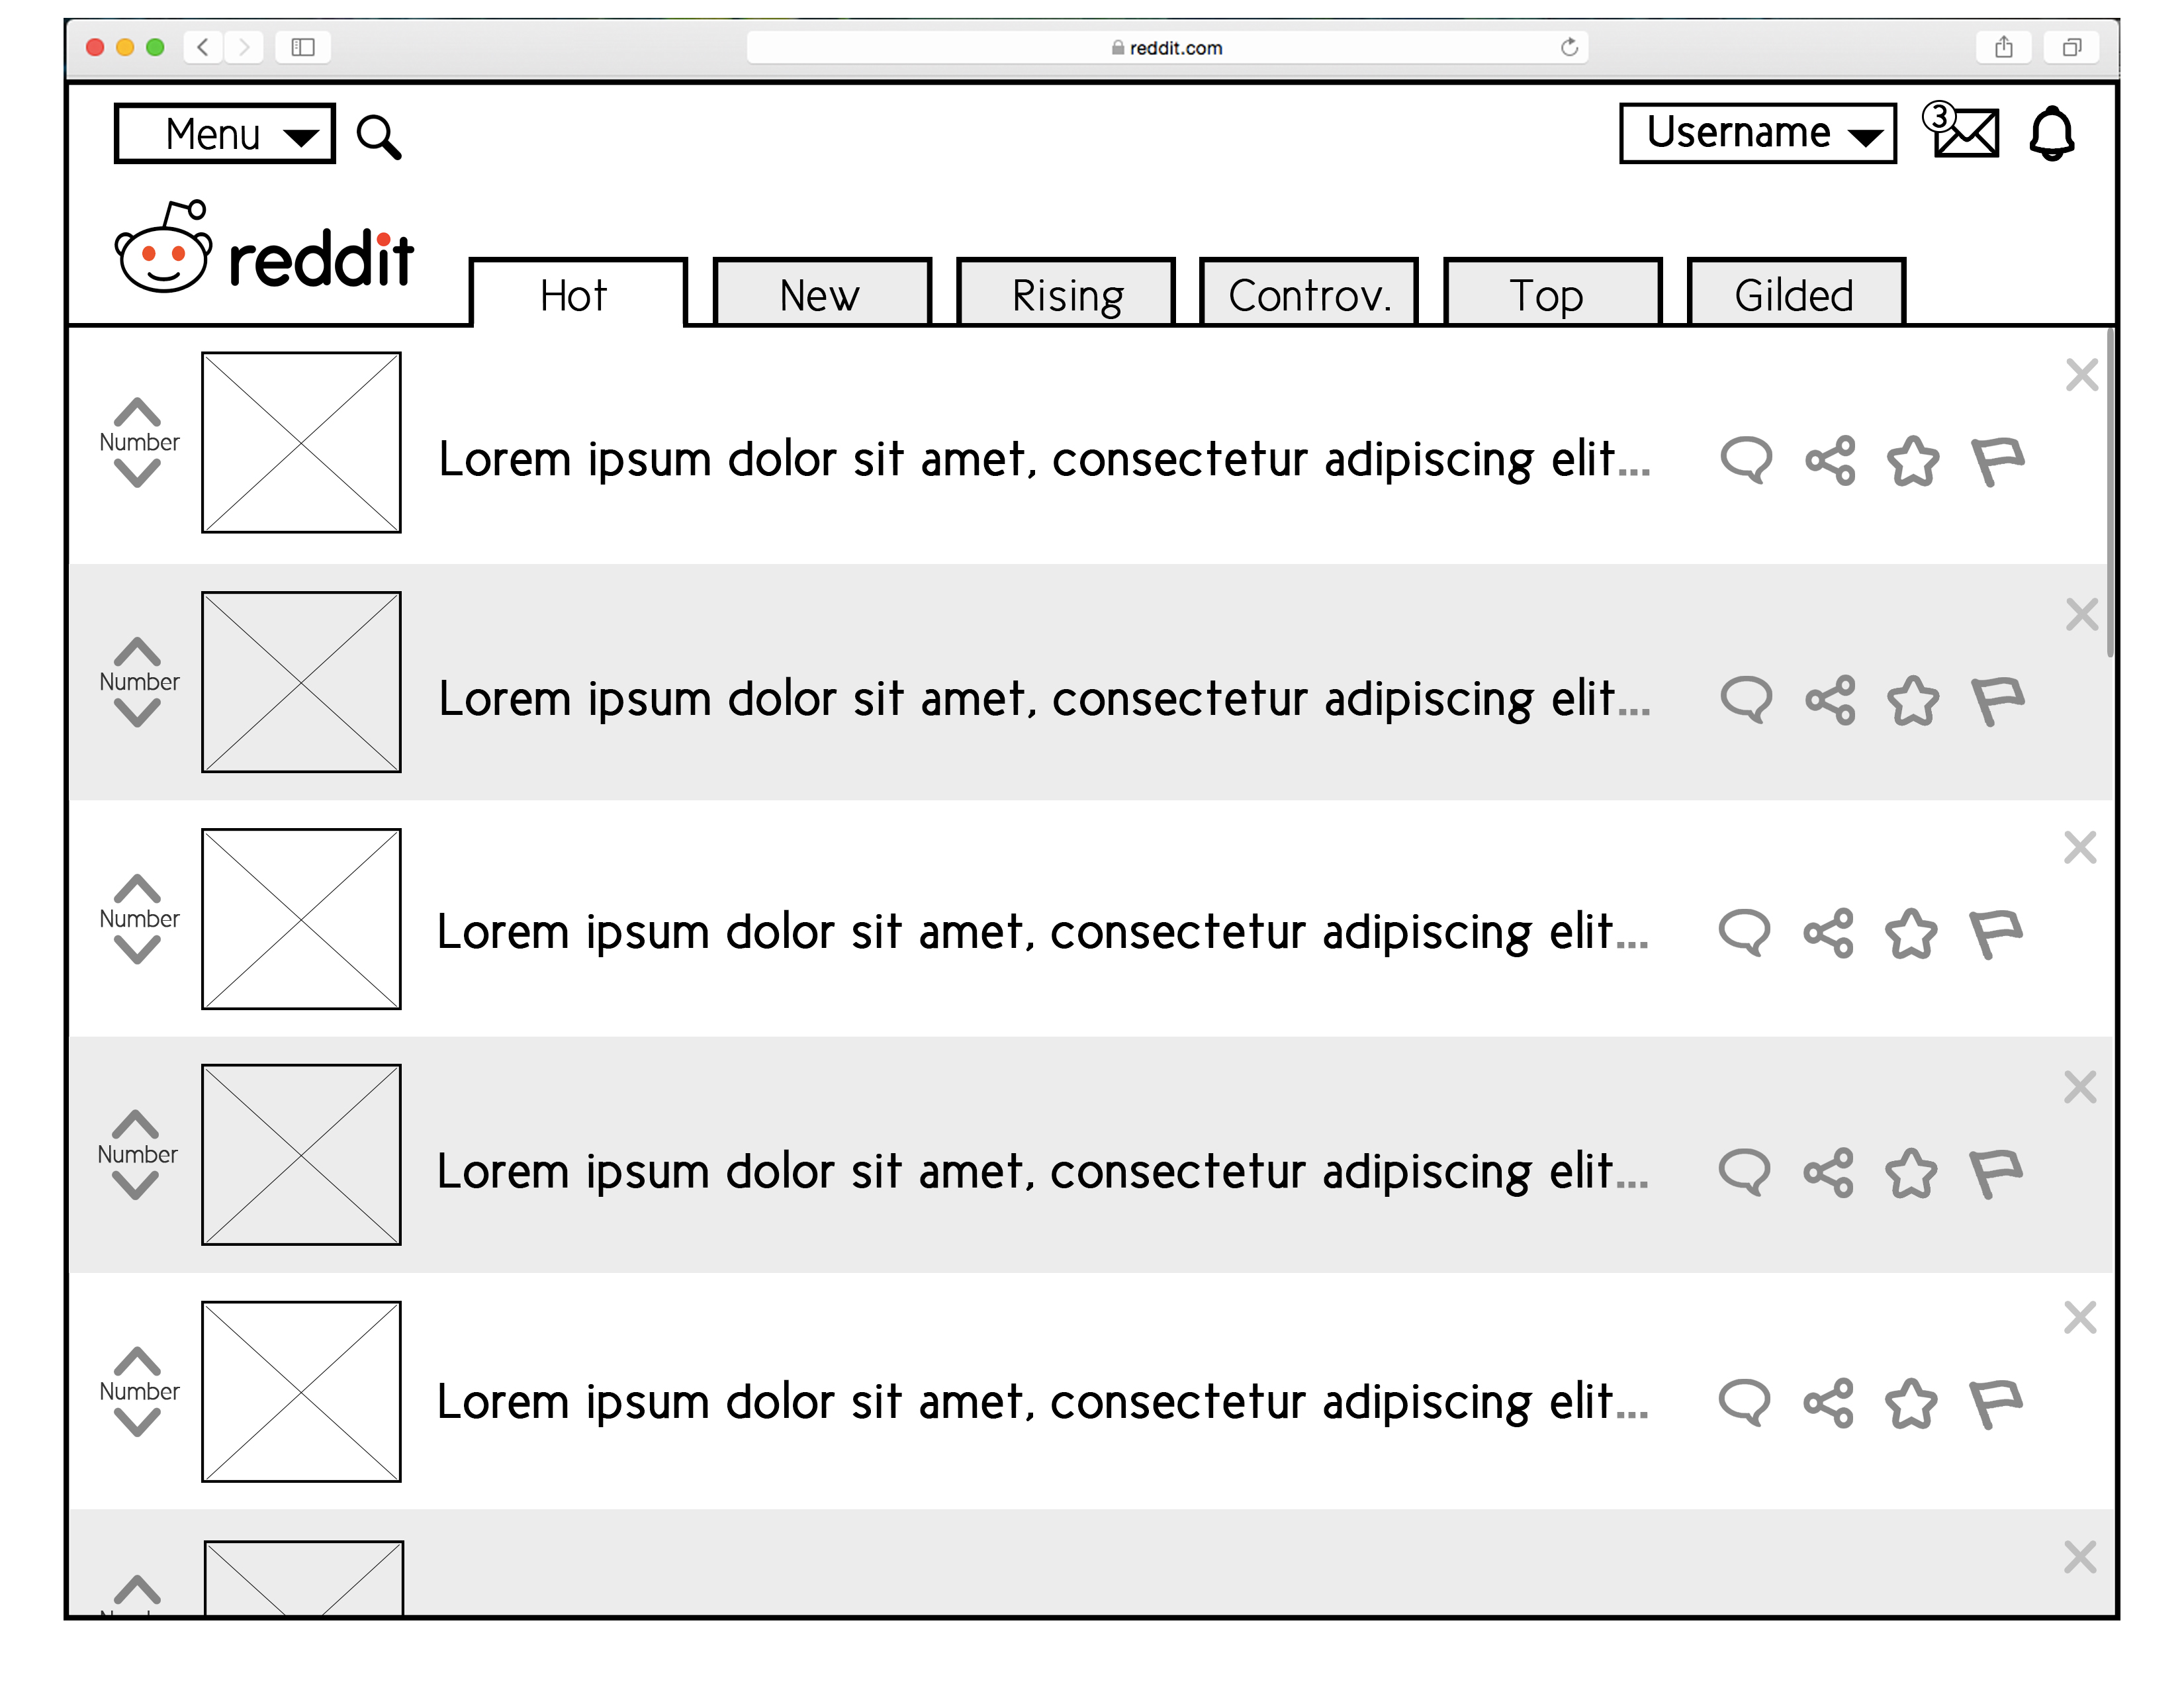 reddit.com
Menu
Username
3
reddit
Hot
New
Rising
Controv.
Top
Gilded
Number
Lorem ipsum dolor sit amet, consectetur adipiscing elit...
Number
Lorem ipsum dolor sit amet, consectetur adipiscing elit...
Number
Lorem ipsum dolor sit amet, consectetur adipiscing elit...
Number
Lorem ipsum dolor sit amet, consectetur adipiscing elit...
Number
Lorem ipsum dolor sit amet, consectetur adipiscing elit...